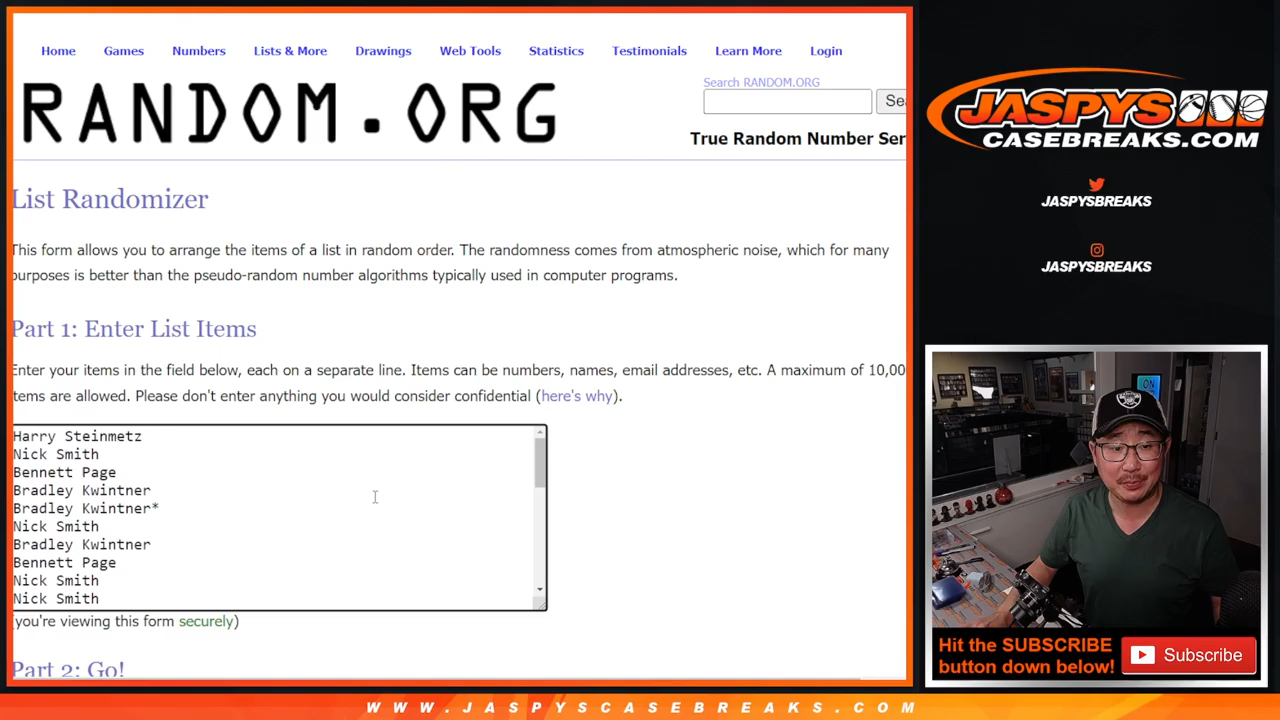 Home Games Numbers Lists & More Drawings Web Tools Statistics Testimonials Learn More Login
RANDOM.ORG
Search RANDOM.ORG
Sea
True Random Number Ser
List Randomizer
This form allows you to arrange the items of a list in random order. The randomness comes from atmospheric noise, which for many
purposes is better than the pseudo-random number algorithms typically used in computer programs.
Part 1: Enter List Items
Enter your items in the field below, each on a separate line. Items can be numbers, names, email addresses, etc. A maximum of 10,00
items are allowed. Please don't enter anything you would consider confidential (here's why).
Harry Steinmetz
Nick Smith
Bennett Page
Bradley Kwintner
Bradley Kwintner*
Nick Smith
Bradley Kwintner
Bennett Page
Nick Smith
Nick Smith
(you're viewing this form securely)
Part 2: Go!
JASPYS
CASEBREAKS.COM
JASPYSBREAKS
JASPYSBREAKS
ON
Hit the SUBSCRIBE
button down below!
Subscribe
WWW.JASPYSCASEBREAKS.COM